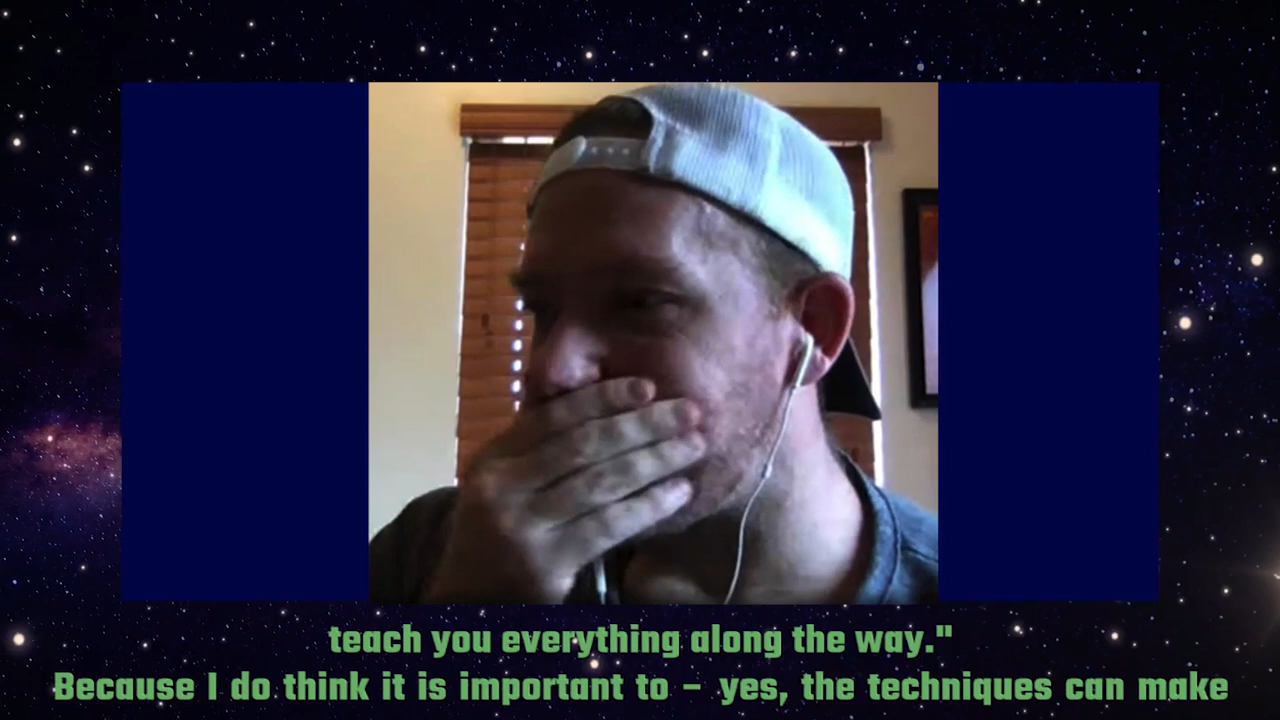 teach you everything along the way."
Because I do think it is important to – yes, the techniques can make